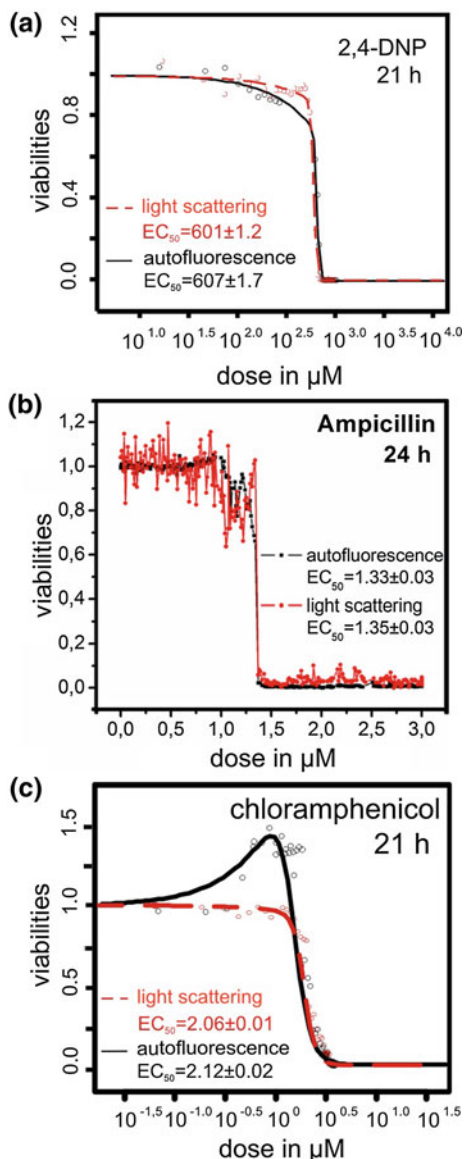 (a)
2,4-DNP
21 h
viabilities
1.2
0.8
0.4
0.0
light scattering
EC₅₀=601±1.2
autofluorescence
EC₅₀=607±1.7
10^1.0 10^1.5 10^2.0 10^2.5 10^3.0 10^3.5 10^4.0
dose in µM
(b)
Ampicillin
24 h
viabilities
1,2
1,0
0,8
0,6
0,4
0,2
0,0
autofluorescence
EC₅₀=1.33±0.03
light scattering
EC₅₀=1.35±0.03
0,0 0,5 1,0 1,5 2,0 2,5 3,0
dose in µM
(c)
chloramphenicol
21 h
viabilities
1.5
1.0
0.5
0.0
light scattering
EC₅₀=2.06±0.01
autofluorescence
EC₅₀=2.12±0.02
10^-1,5 10^-1.0 10^-0.5 10^0 10^0.5 10^1.0 10^1.5
dose in µM